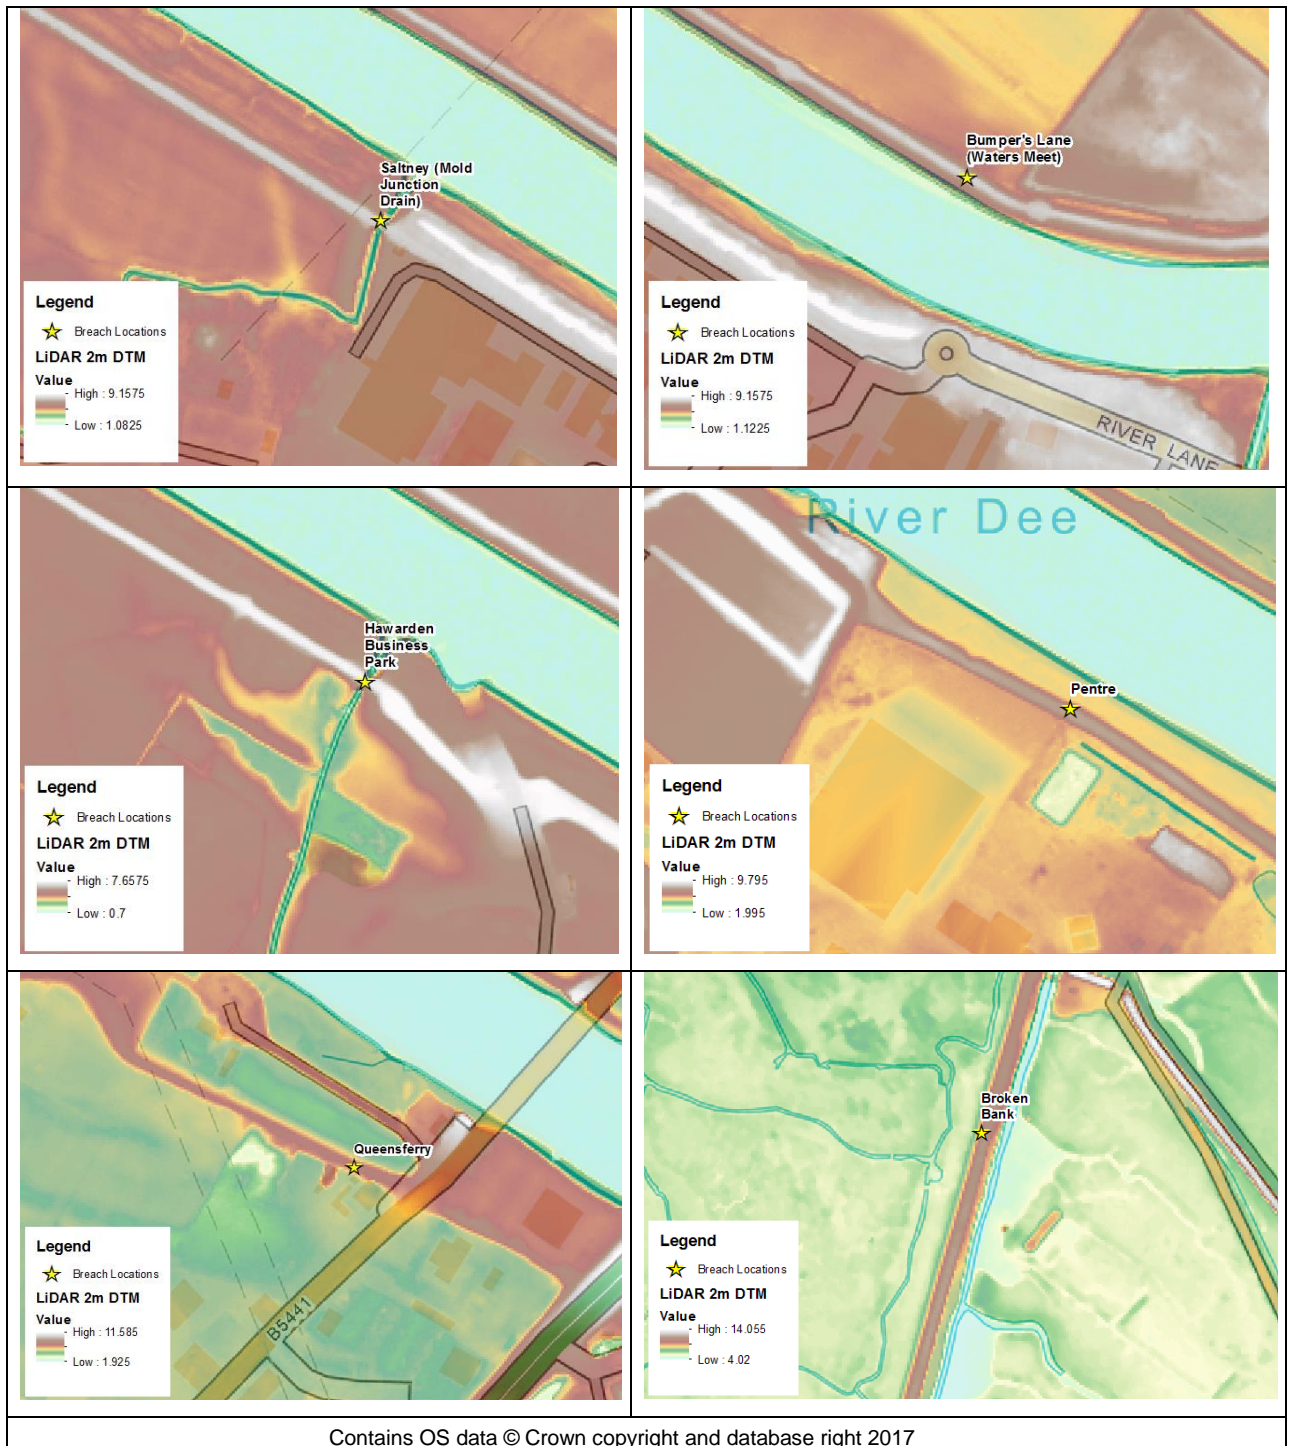 Saltney (Mold
Junction
Drain)
Legend
Breach Locations
LiDAR 2m DTM
Value
High : 9.1575
Low : 1.0825
Bumper's Lane
(Waters Meet)
RIVER LANE
Legend
Breach Locations
LiDAR 2m DTM
Value
High : 9.1575
Low : 1.1225
Hawarden
Business
Park
Legend
Breach Locations
LiDAR 2m DTM
Value
High : 7.6575
Low : 0.7
River Dee
Pentre
Legend
Breach Locations
LiDAR 2m DTM
Value
High : 9.795
Low : 1.995
Queensferry
B5441
Legend
Breach Locations
LiDAR 2m DTM
Value
High : 11.585
Low : 1.925
Broken
Bank
Legend
Breach Locations
LiDAR 2m DTM
Value
High : 14.055
Low : 4.02
Contains OS data © Crown copyright and database right 2017